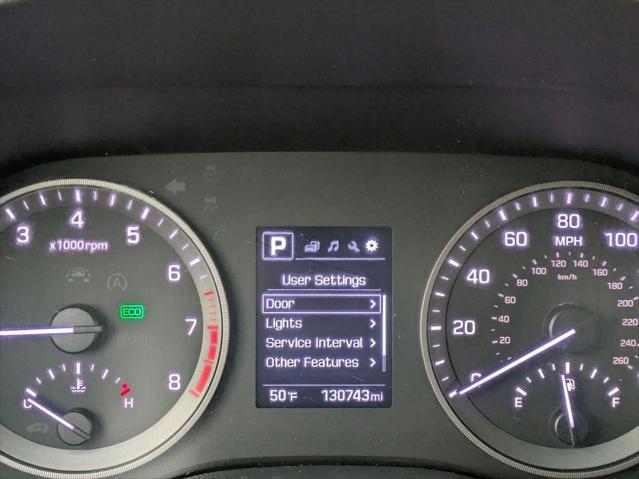 3 4 5 6 7 8
x1000rpm
ECO
C H
P
User Settings
Door >
Lights >
Service Interval >
Other Features >
50°F 130743mi
0 20 40 60 80 100
MPH
20 40 60 80 100 120 140 160 180 200 220 240 260
km/h
E F